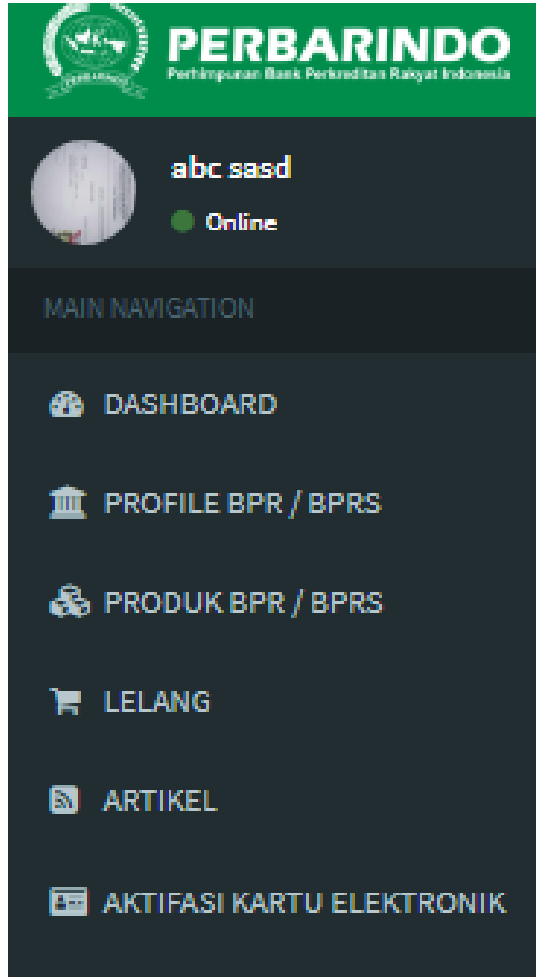 PERBARINDO
Perhimpunan Bank Perkreditan Rakyat Indonesia
abc sasd
Online
MAIN NAVIGATION
DASHBOARD
PROFILE BPR / BPRS
PRODUK BPR / BPRS
LELANG
ARTIKEL
AKTIFASI KARTU ELEKTRONIK